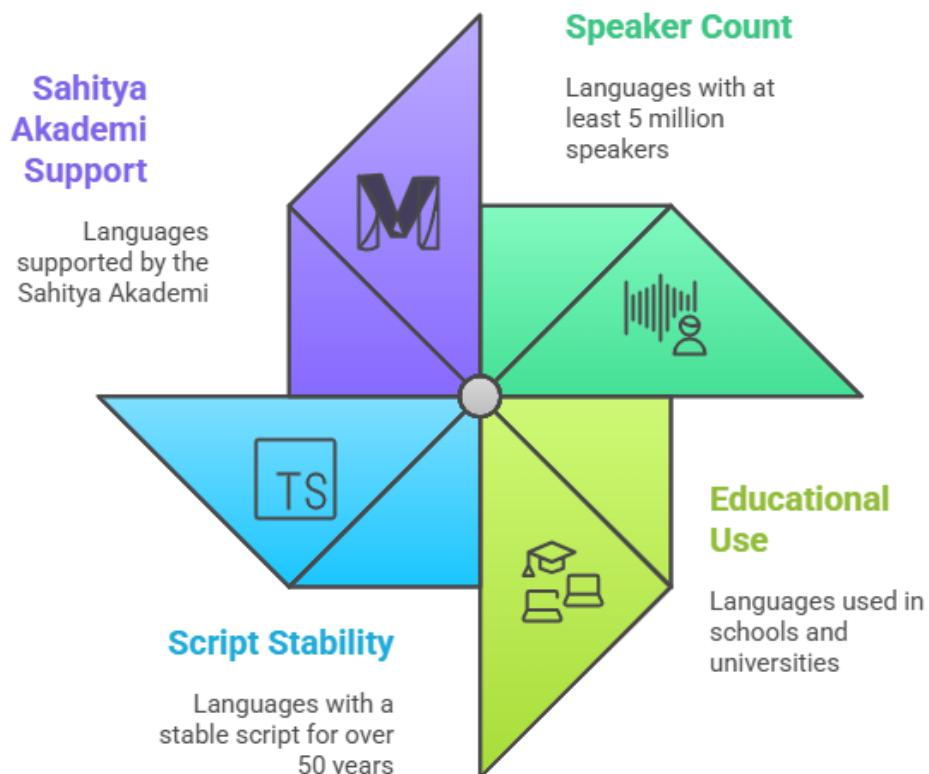 Sahitya
Akademi
Support
Languages
supported by the
Sahitya Akademi
Speaker Count
Languages with at
least 5 million
speakers
TS
Educational
Use
Languages used in
schools and
universities
Script Stability
Languages with a
stable script for over
50 years